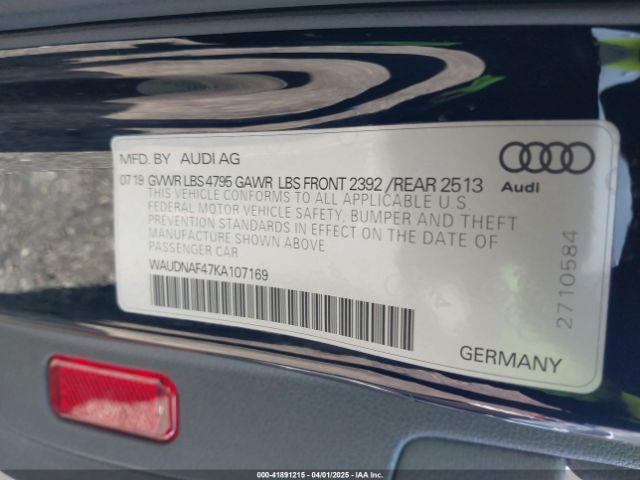 MFD. BY AUDI AG
07 19 GVWR LBS 4795 GAWR LBS FRONT 2392 /REAR 2513
THIS VEHICLE CONFORMS TO ALL APPLICABLE U.S.
FEDERAL MOTOR VEHICLE SAFETY, BUMPER AND THEFT
PREVENTION STANDARDS IN EFFECT ON THE DATE OF
MANUFACTURE SHOWN ABOVE
PASSENGER CAR
WAUDNAF47KA107169
Audi
2710584
GERMANY
000-41891215 - 04/01/2025 - IAA Inc.